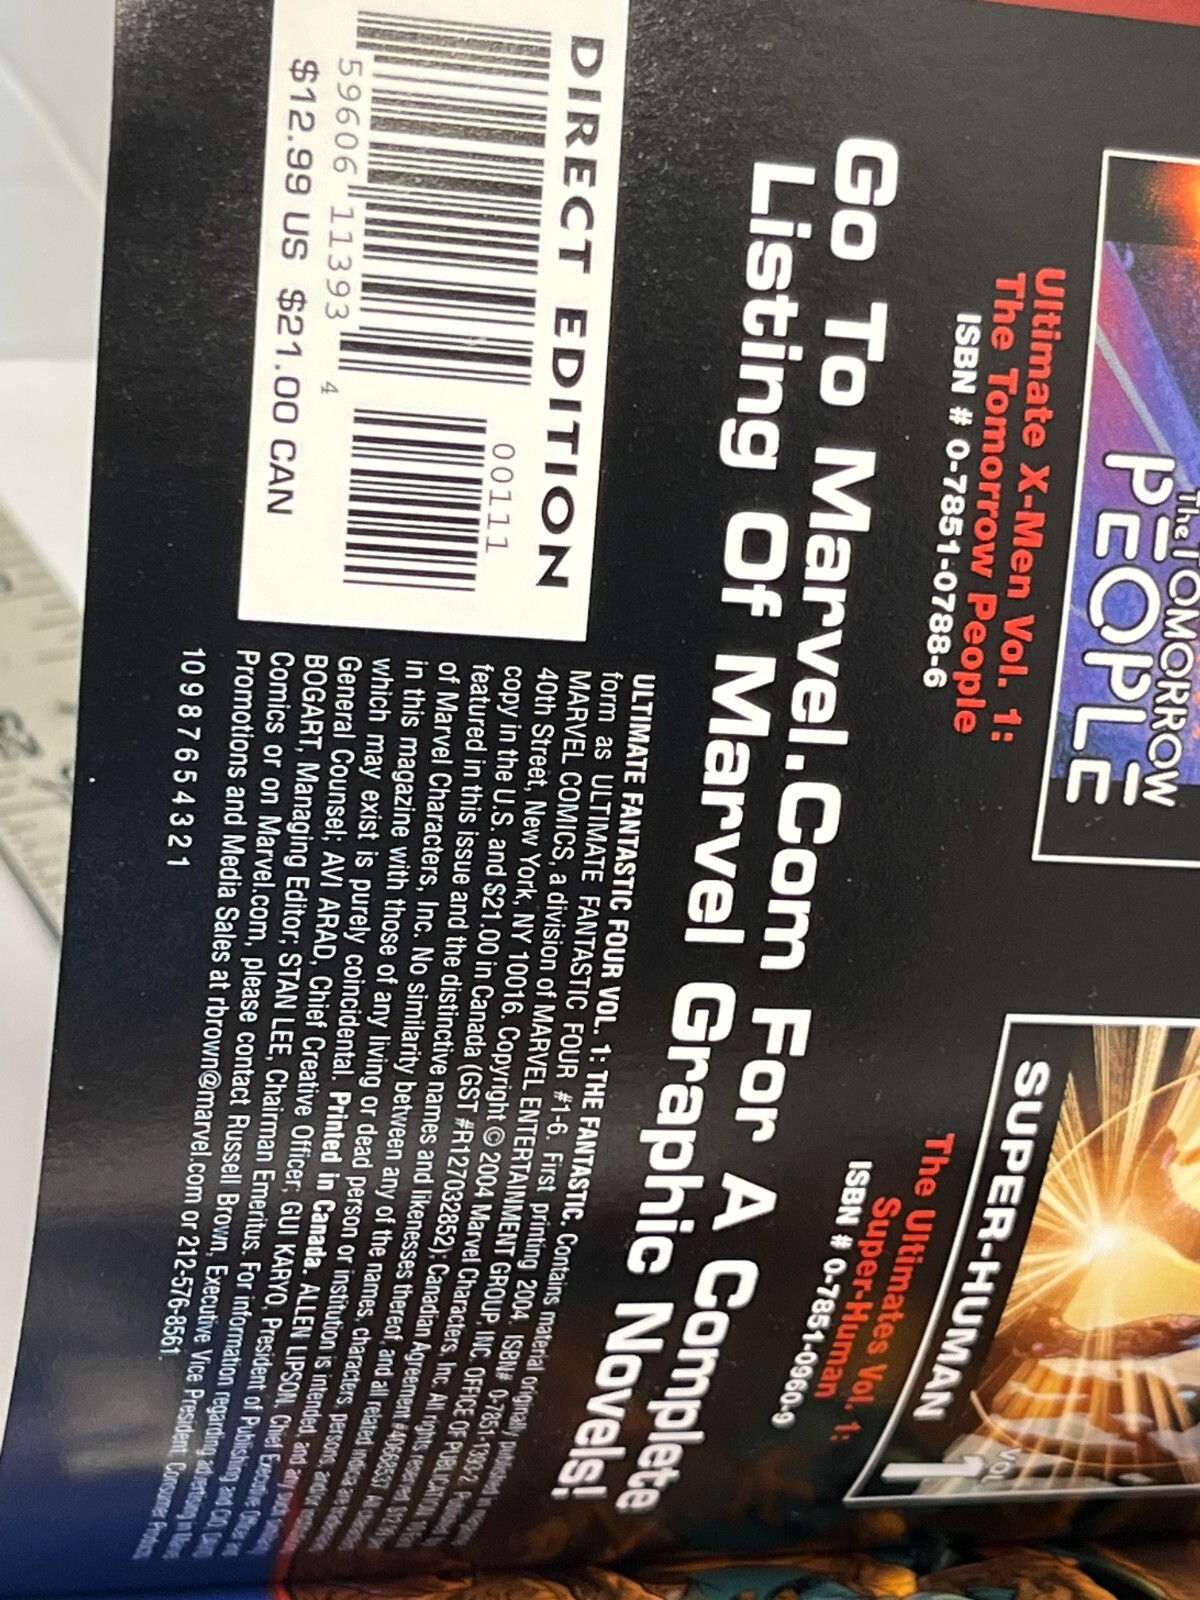 The TOMORROW
PEOPLE
Ultimate X-Men Vol. 1:
The Tomorrow People
ISBN # 0-7851-0788-6
SUPER-HUMAN
VOL 1
The Ultimates Vol. 1:
Super-Human
ISBN # 0-7851-0960-9
Go To Marvel.Com For A Complete
Listing Of Marvel Graphic Novels!
DIRECT EDITION
00111
59606 11393 4
$12.99 US $21.00 CAN
ULTIMATE FANTASTIC FOUR VOL. 1: THE FANTASTIC. Contains material originally published in
form as ULTIMATE FANTASTIC FOUR #1-6. First printing 2004. ISBN# 0-7851-1393-2.
MARVEL COMICS, a division of MARVEL ENTERTAINMENT GROUP, INC. OFFICE OF PUBLICATION:
40th Street, New York, NY 10016. Copyright © 2004 Marvel Characters, Inc. All rights reserved. $12.99
copy in the U.S. and $21.00 in Canada (GST #R127032852); Canadian Agreement #40668537. All
featured in this issue and the distinctive names and likenesses thereof, and all related indicia are
of Marvel Characters, Inc. No similarity between any of the names, characters, persons, and/or
in this magazine with those of any living or dead person or institution is intended, and any
which may exist is purely coincidental. Printed in Canada. ALLEN LIPSON, Chief Executive Officer
General Counsel; AVI ARAD, Chief Creative Officer; GUI KARYO, President of Publishing and
BOGART, Managing Editor; STAN LEE, Chairman Emeritus. For information regarding advertising in
Comics or on Marvel.com, please contact Russell Brown, Executive Vice President, Consumer
Promotions and Media Sales at rbrown@marvel.com or 212-576-8561.
10 9 8 7 6 5 4 3 2 1